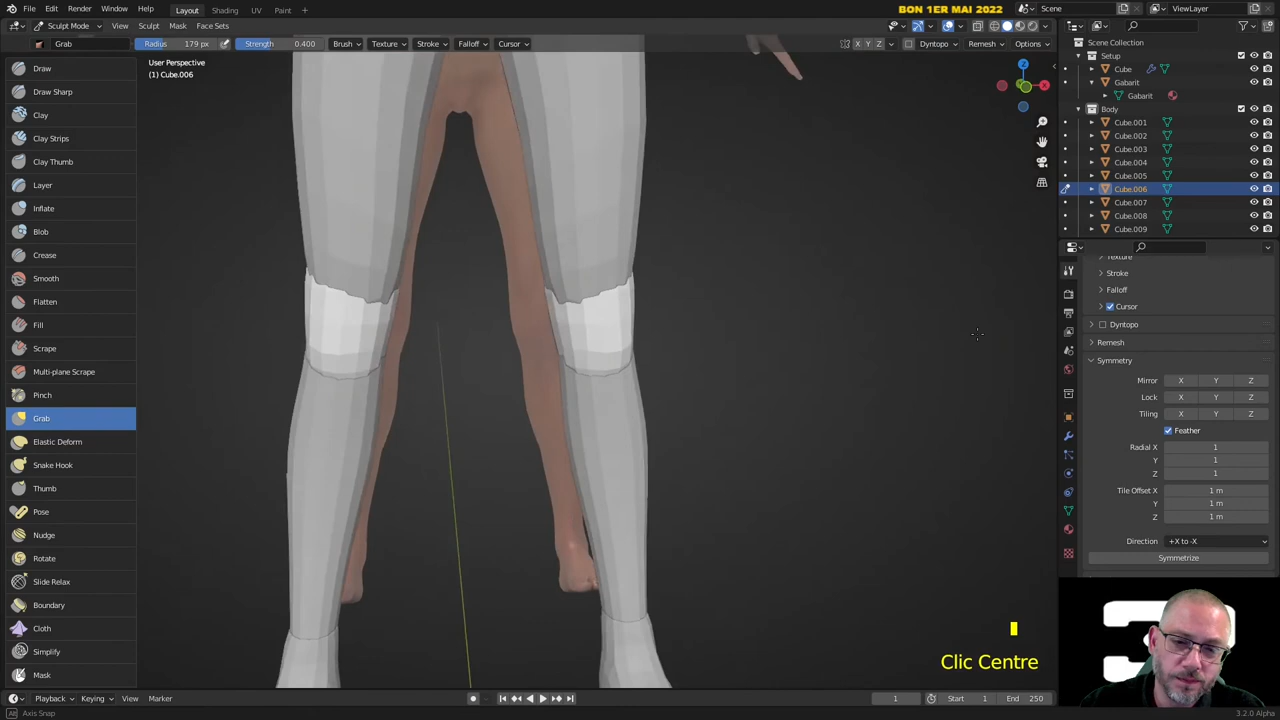 File Edit Render Window Help Layout Shading UV Paint BON 1ER MAI 2022 Scene ViewLayer
Sculpt Mode View Sculpt Mask Face Sets
Grab Radius 179 px Strength 0.400 Brush Texture Stroke Falloff Cursor X Y Z Dyntopo Remesh Options
User Perspective
(1) Cube.006
Draw
Draw Sharp
Clay
Clay Strips
Clay Thumb
Layer
Inflate
Blob
Crease
Smooth
Flatten
Fill
Scrape
Multi-plane Scrape
Pinch
Grab
Elastic Deform
Snake Hook
Thumb
Pose
Nudge
Rotate
Slide Relax
Boundary
Cloth
Simplify
Mask
Z
X
Scene Collection
Setup
Cube
Gabarit
Gabarit
Body
Cube.001
Cube.002
Cube.003
Cube.004
Cube.005
Cube.006
Cube.007
Cube.008
Cube.009
Texture
Stroke
Falloff
Cursor
Dyntopo
Remesh
Symmetry
Mirror X Y Z
Lock X Y Z
Tiling X Y Z
Feather
Radial X 1
Y 1
Z 1
Tile Offset X 1 m
Y 1 m
Z 1 m
Direction +X to -X
Symmetrize
Clic Centre
Playback Keying View Marker 1 Start 1 End 250
Axis Snap 3.2.0 Alpha